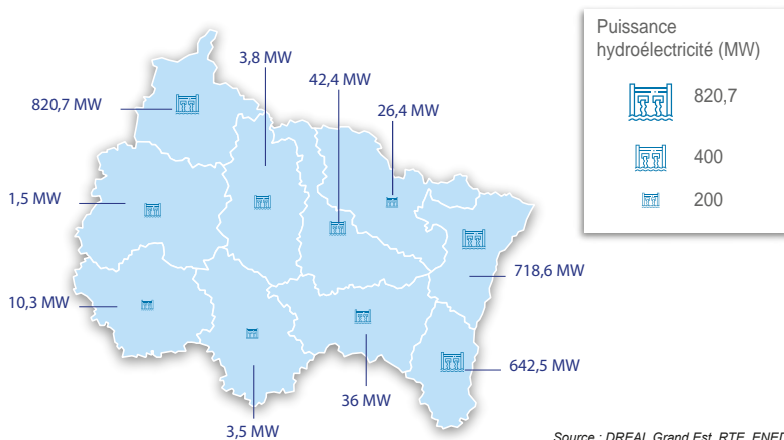 Puissance
hydroélectricité (MW)
820,7
400
200
3,8 MW
42,4 MW
820,7 MW
26,4 MW
1,5 MW
718,6 MW
10,3 MW
642,5 MW
36 MW
3,5 MW
Source : DREAL Grand Est, RTE,